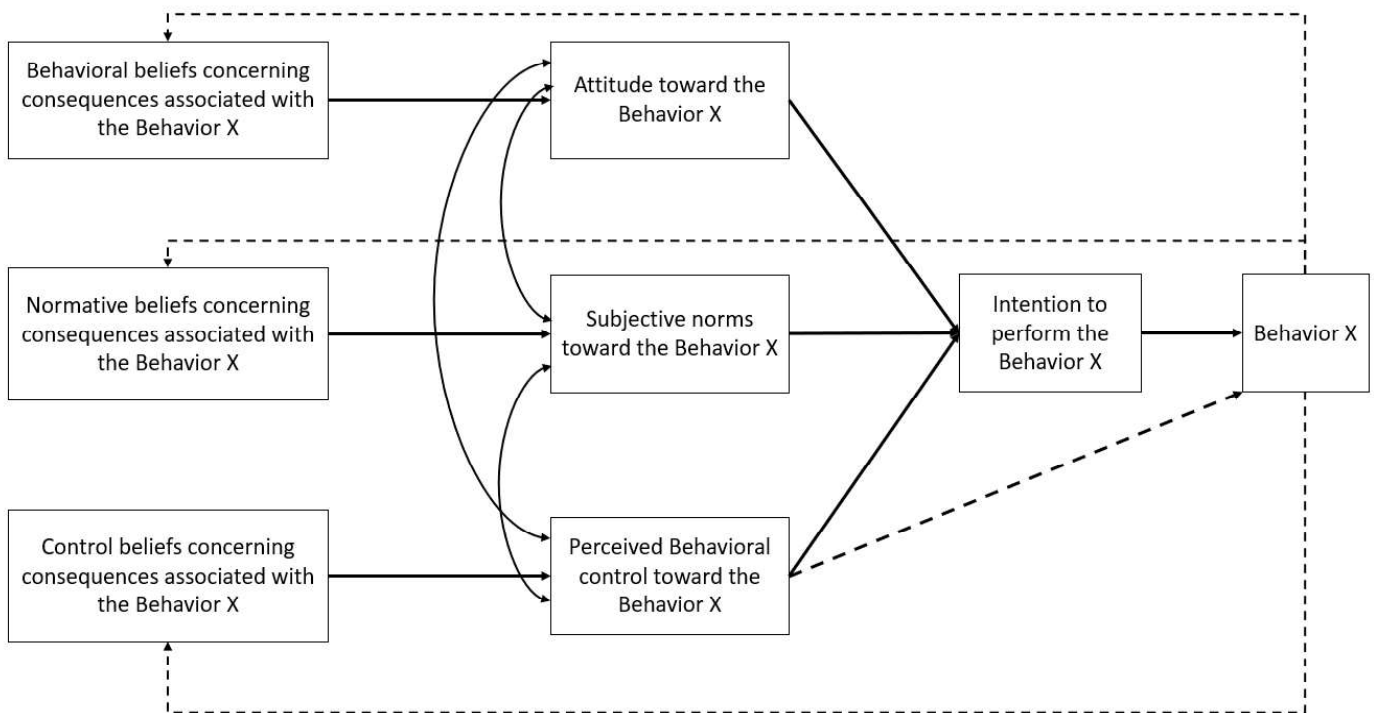 Behavioral beliefs concerning
consequences associated with
the Behavior X
Attitude toward the
Behavior X
Normative beliefs concerning
consequences associated with
the Behavior X
Subjective norms
toward the Behavior X
Intention to
perform the
Behavior X
Behavior X
Control beliefs concerning
consequences associated with
the Behavior X
Perceived Behavioral
control toward the
Behavior X